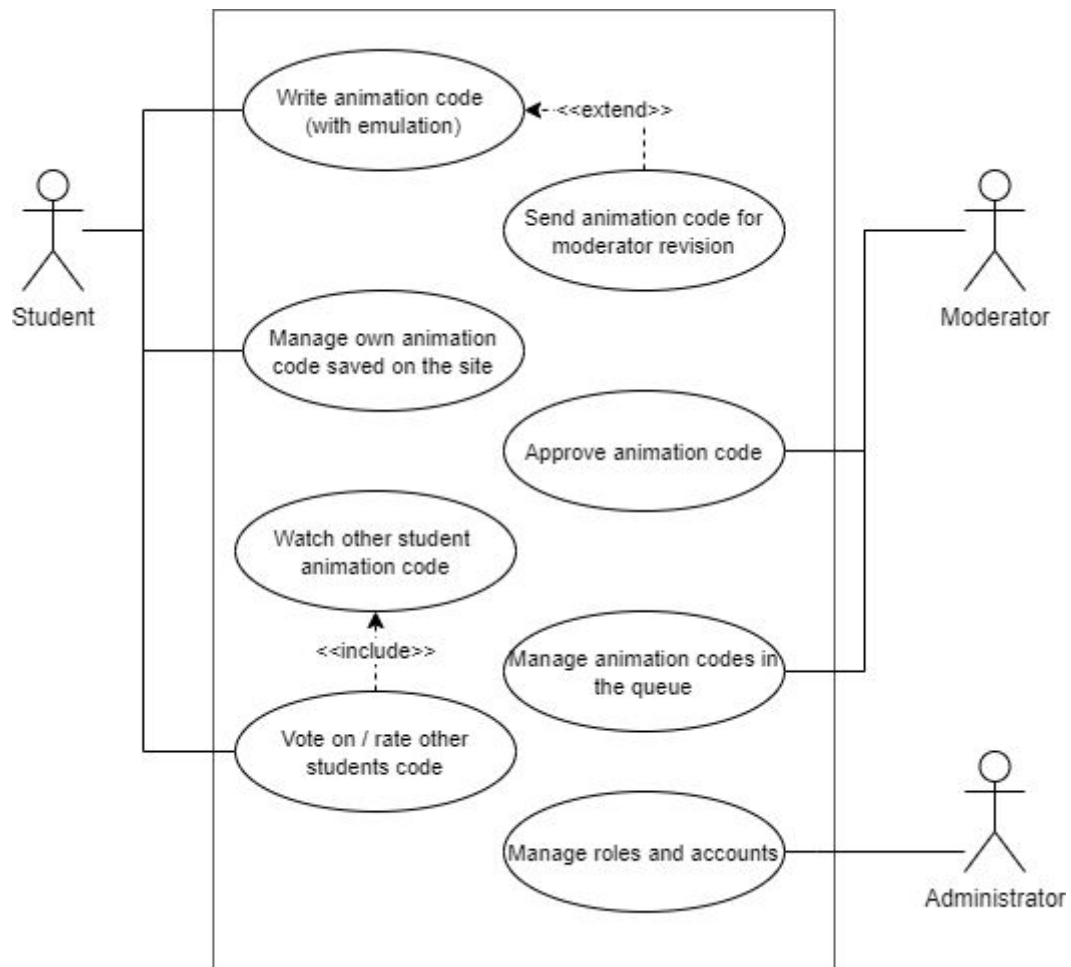 Write animation code
(with emulation)
<<extend>>
Send animation code for
moderator revision
Student
Moderator
Manage own animation
code saved on the site
Approve animation code
Watch other student
animation code
<<include>>
Manage animation codes in
the queue
Vote on / rate other
students code
Manage roles and accounts
Administrator